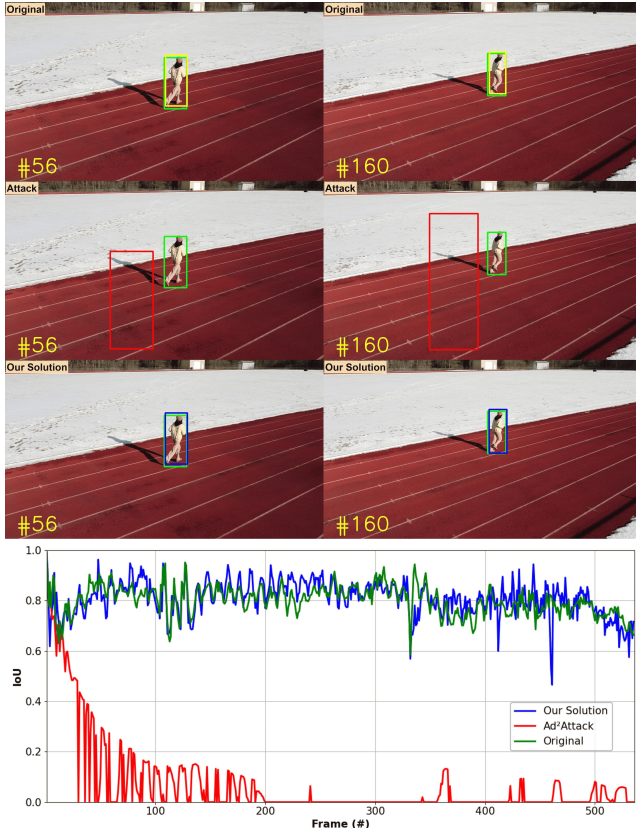 Original
Original
#56
#160
Attack
Attack
#56
#160
Our Solution
Our Solution
#56
#160
1.0
0.8
0.6
0.4
0.2
0.0
IoU
Our Solution
Ad²Attack
Original
100
200
300
400
500
Frame (#)